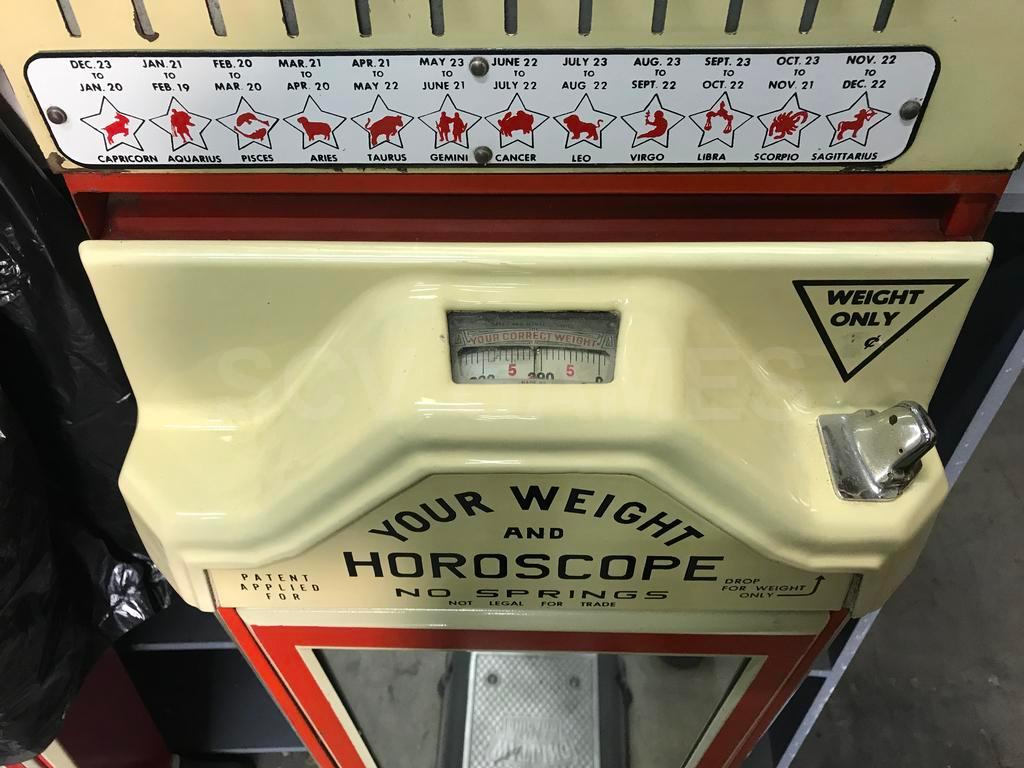 DEC. 23 JAN. 21 FEB. 20 MAR. 21 APR. 21 MAY 23 JUNE 22 JULY 23 AUG. 23 SEPT. 23 OCT. 23 NOV. 22
TO TO TO TO TO TO TO TO TO TO TO TO
JAN. 20 FEB. 19 MAR. 20 APR. 20 MAY 22 JUNE 21 JULY 22 AUG 22 SEPT. 22 OCT. 22 NOV. 21 DEC. 22
CAPRICORN AQUARIUS PISCES ARIES TAURUS GEMINI CANCER LEO VIRGO LIBRA SCORPIO SAGITTARIUS
WEIGHT
ONLY
¢
YOUR CORRECT WEIGHT
5 5
YOUR WEIGHT
AND
HOROSCOPE
NO SPRINGS
NOT LEGAL FOR TRADE
PATENT
APPLIED
FOR
DROP
FOR WEIGHT
ONLY